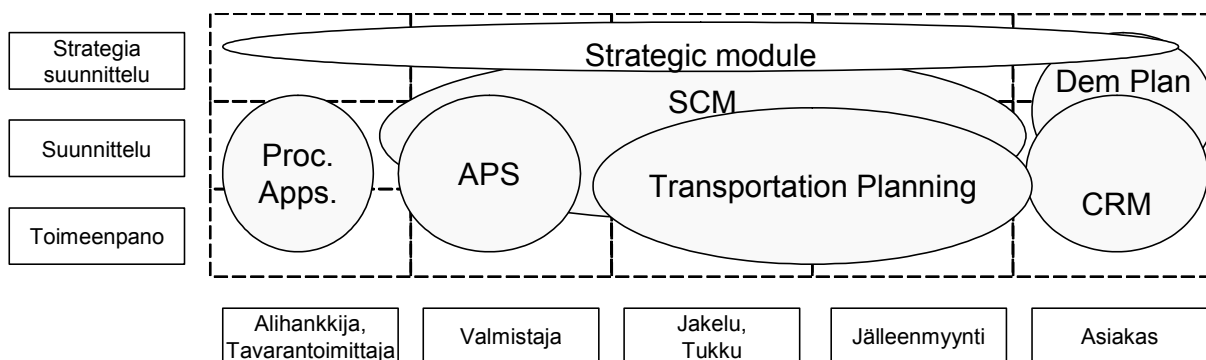 Strategia
suunnittelu
Strategic module
Dem Plan
SCM
Suunnittelu
Proc.
Apps.
APS
Transportation Planning
CRM
Toimeenpano
Alihankkija,
Tavarantoimittaja
Valmistaja
Jakelu,
Tukku
Jälleenmyynti
Asiakas